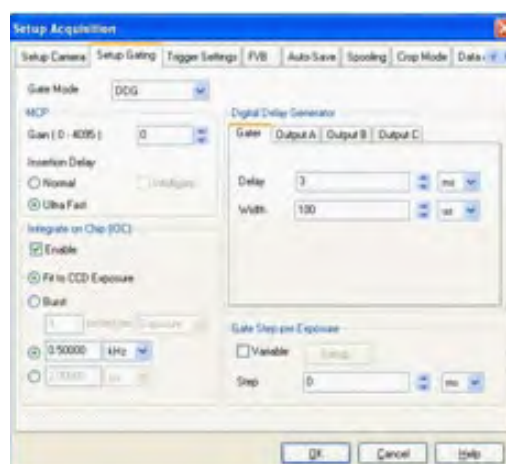 Setup Acquisition
Setup Camera Setup Gating Trigger Settings FVB Auto-Save Spooling Crop Mode Data
Gate Mode DDG
MCP
Gain ( 0 - 4095 ) 0
Insertion Delay
Normal
Ultra Fast
Integrate on Chip (IOC)
Enable
Fit to CCD Exposure
Burst
0.50000 kHz
Digital Delay Generator
Gater Output A Output B Output C
Delay 3
Width 100
Gate Step per Exposure
Variable
Step 0
OK Cancel Help